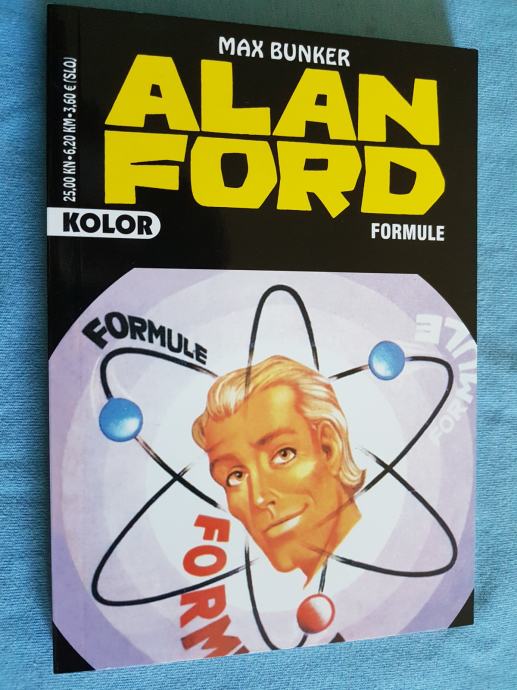 MAX BUNKER
ALAN
FORD
FORMULE
25,00 KN•6,20 KM•3,60 € (SLO)
KOLOR
FORMULE
FORMULE
FORM